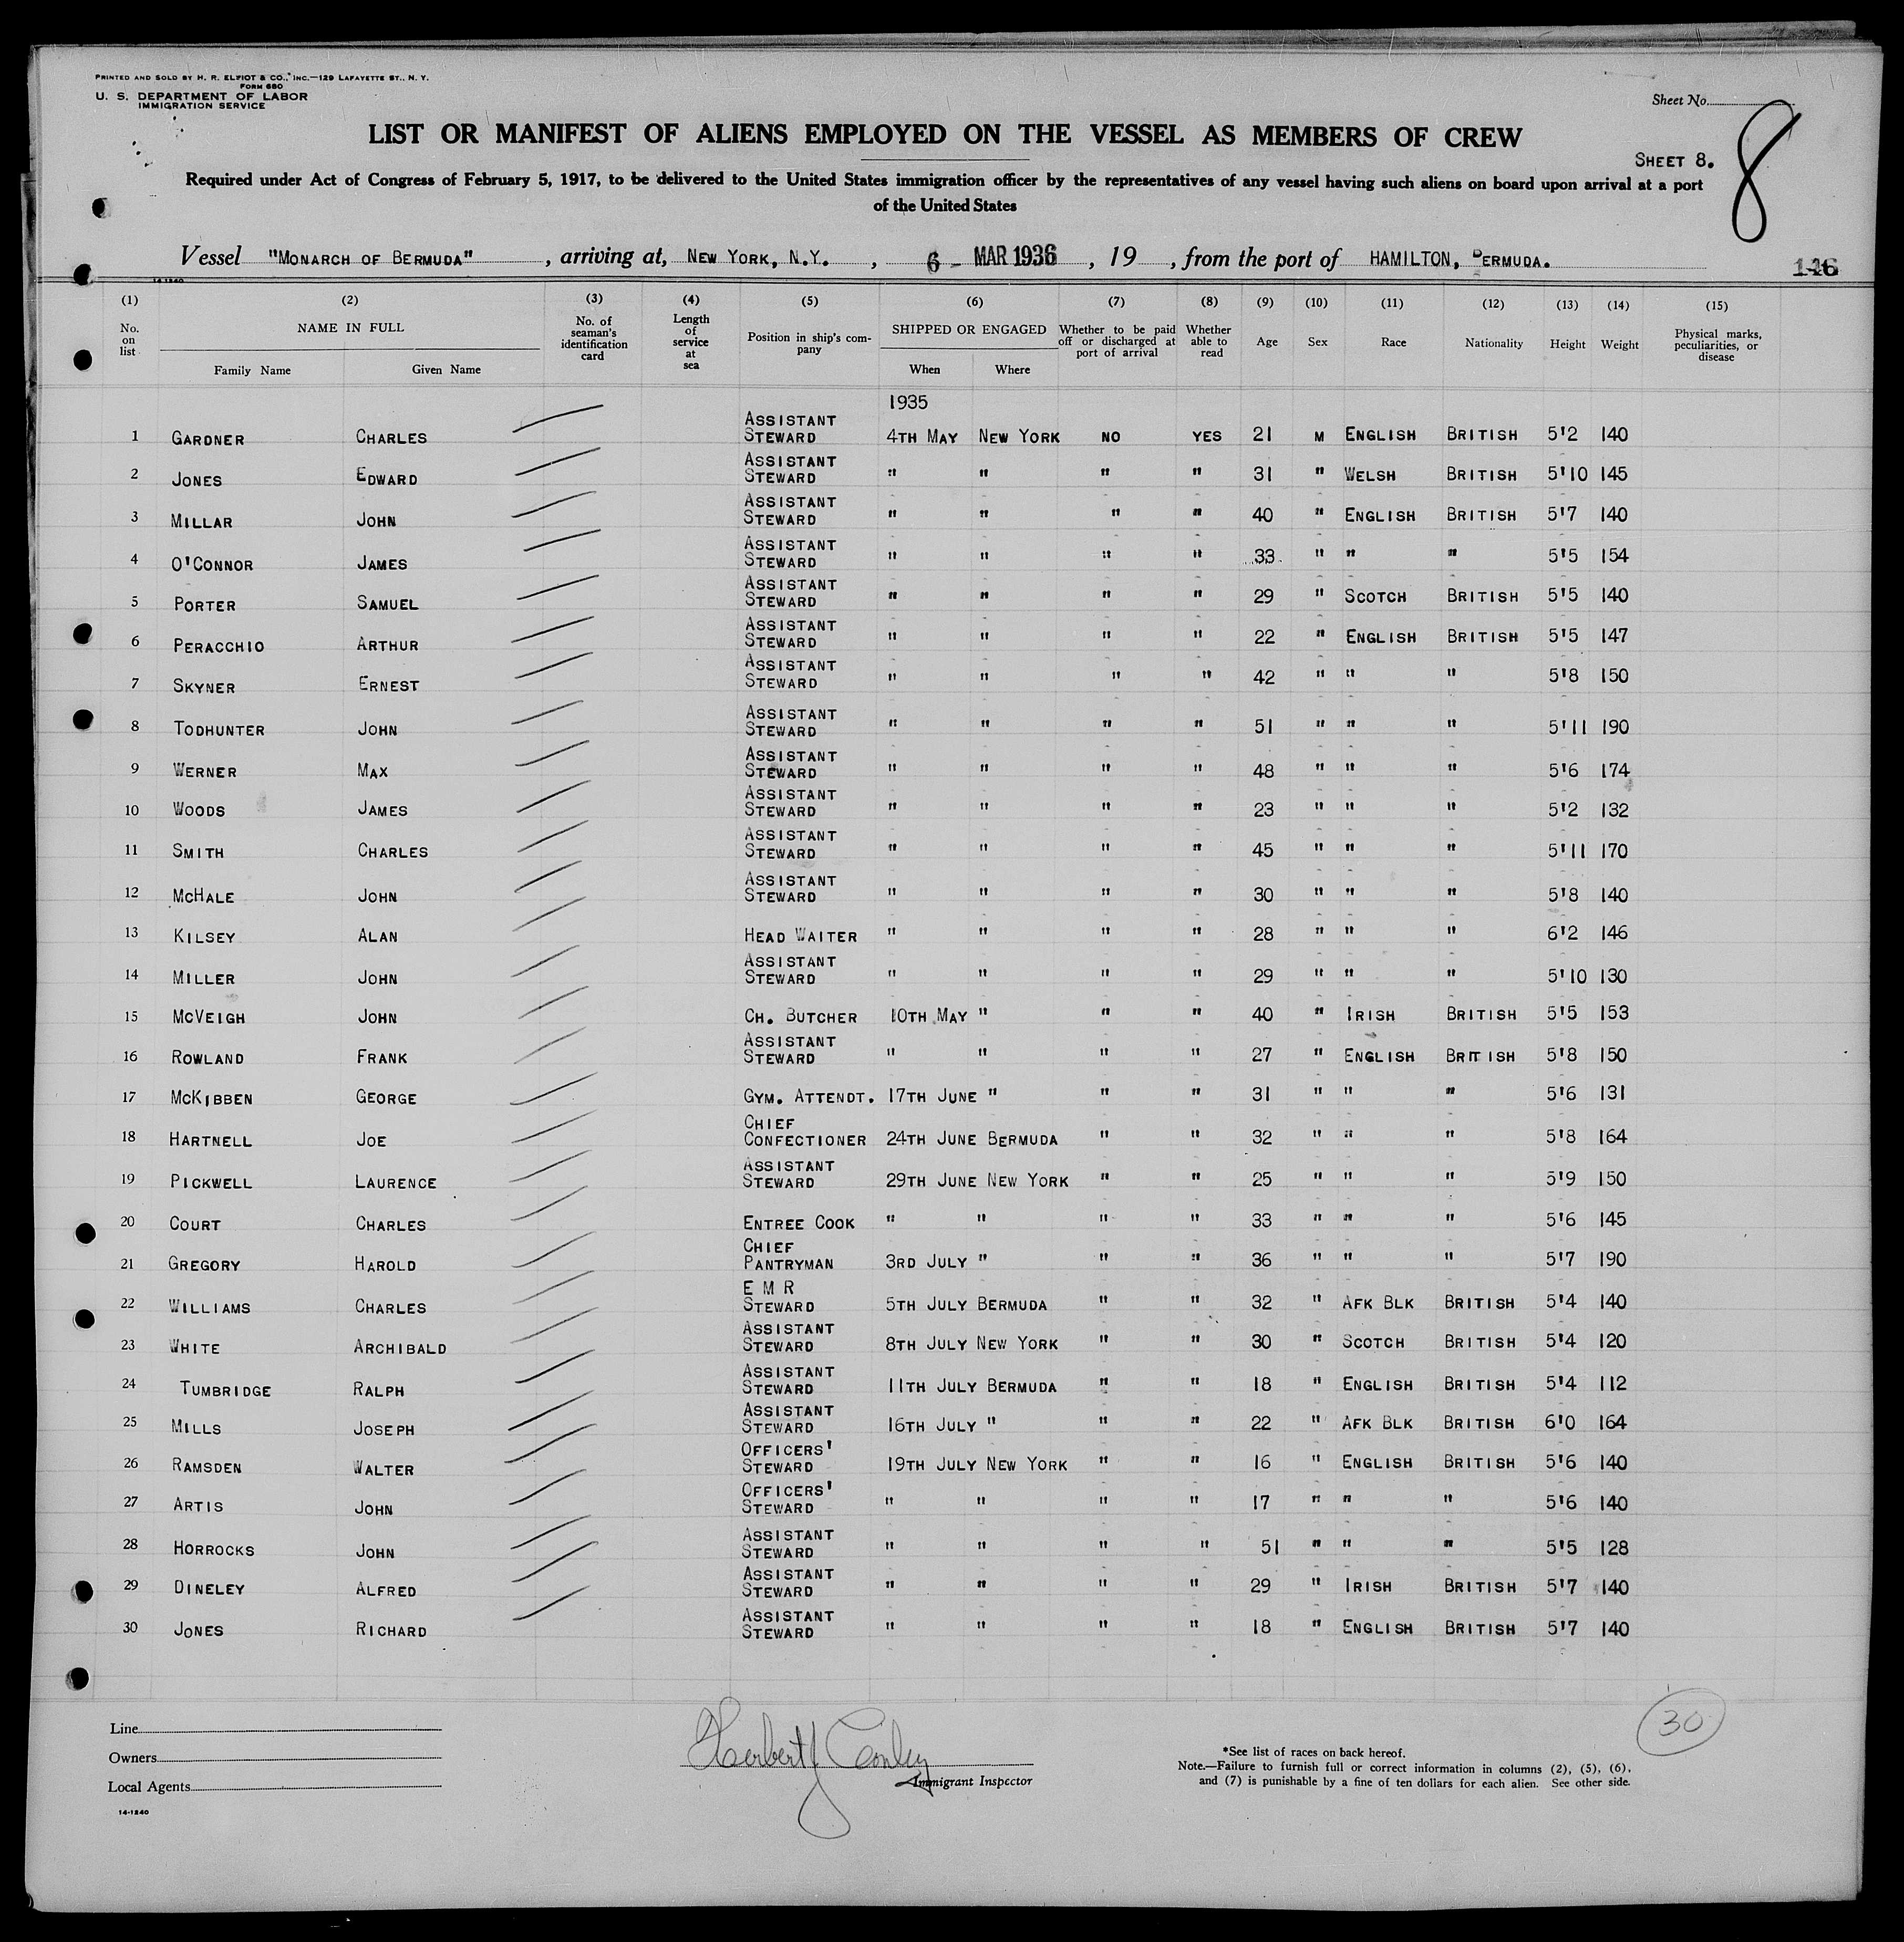 PRINTED AND SOLD BY H. R. ELFIOT & CO., INC.—129 LAFAYETTE ST., N. Y.
FORM 680
U. S. DEPARTMENT OF LABOR
IMMIGRATION SERVICE
Sheet No.
8
LIST OR MANIFEST OF ALIENS EMPLOYED ON THE VESSEL AS MEMBERS OF CREW
SHEET 8.
Required under Act of Congress of February 5, 1917, to be delivered to the United States immigration officer by the representatives of any vessel having such aliens on board upon arrival at a port
of the United States
Vessel "MONARCH OF BERMUDA", arriving at, NEW YORK, N.Y., 6 - MAR 1936, 19, from the port of HAMILTON, BERMUDA.
146
14-1240
(1) (2) (3) (4) (5) (6) (7) (8) (9) (10) (11) (12) (13) (14) (15)
No. on list NAME IN FULL Family Name Given Name No. of seaman's identification card Length of service at sea Position in ship's company SHIPPED OR ENGAGED When Where Whether to be paid off or discharged at port of arrival Whether able to read Age Sex Race Nationality Height Weight Physical marks, peculiarities, or disease
1935
1 GARDNER CHARLES ASSISTANT STEWARD 4TH MAY NEW YORK NO YES 21 M ENGLISH BRITISH 5'2 140
2 JONES EDWARD ASSISTANT STEWARD " " " " 31 " WELSH BRITISH 5'10 145
3 MILLAR JOHN ASSISTANT STEWARD " " " " 40 " ENGLISH BRITISH 5'7 140
4 O'CONNOR JAMES ASSISTANT STEWARD " " " " 33 " " " 5'5 154
5 PORTER SAMUEL ASSISTANT STEWARD " " " " 29 " SCOTCH BRITISH 5'5 140
6 PERACCHIO ARTHUR ASSISTANT STEWARD " " " " 22 " ENGLISH BRITISH 5'5 147
7 SKYNER ERNEST ASSISTANT STEWARD " " " " 42 " " " 5'8 150
8 TODHUNTER JOHN ASSISTANT STEWARD " " " " 51 " " " 5'11 190
9 WERNER MAX ASSISTANT STEWARD " " " " 48 " " " 5'6 174
10 WOODS JAMES ASSISTANT STEWARD " " " " 23 " " " 5'2 132
11 SMITH CHARLES ASSISTANT STEWARD " " " " 45 " " " 5'11 170
12 MCHALE JOHN ASSISTANT STEWARD " " " " 30 " " " 5'8 140
13 KILSEY ALAN HEAD WAITER " " " " 28 " " " 6'2 146
14 MILLER JOHN ASSISTANT STEWARD " " " " 29 " " " 5'10 130
15 MCVEIGH JOHN CH. BUTCHER 10TH MAY " " " 40 " IRISH BRITISH 5'5 153
16 ROWLAND FRANK ASSISTANT STEWARD " " " " 27 " ENGLISH BRITISH 5'8 150
17 MCKIBBEN GEORGE GYM. ATTENDT. 17TH JUNE " " " 31 " " " 5'6 131
18 HARTNELL JOE CHIEF CONFECTIONER 24TH JUNE BERMUDA " " 32 " " " 5'8 164
19 PICKWELL LAURENCE ASSISTANT STEWARD 29TH JUNE NEW YORK " " 25 " " " 5'9 150
20 COURT CHARLES ENTREE COOK " " " " 33 " " " 5'6 145
21 GREGORY HAROLD CHIEF PANTRYMAN 3RD JULY " " " 36 " " " 5'7 190
22 WILLIAMS CHARLES E M R STEWARD 5TH JULY BERMUDA " " 32 " AFK BLK BRITISH 5'4 140
23 WHITE ARCHIBALD ASSISTANT STEWARD 8TH JULY NEW YORK " " 30 " SCOTCH BRITISH 5'4 120
24 TUMBRIDGE RALPH ASSISTANT STEWARD 11TH JULY BERMUDA " " 18 " ENGLISH BRITISH 5'4 112
25 MILLS JOSEPH ASSISTANT STEWARD 16TH JULY " " " 22 " AFK BLK BRITISH 6'0 164
26 RAMSDEN WALTER OFFICERS' STEWARD 19TH JULY NEW YORK " " 16 " ENGLISH BRITISH 5'6 140
27 ARTIS JOHN OFFICERS' STEWARD " " " " 17 " " " 5'6 140
28 HORROCKS JOHN ASSISTANT STEWARD " " " " 51 " " " 5'5 128
29 DINELEY ALFRED ASSISTANT STEWARD " " " " 29 " IRISH BRITISH 5'7 140
30 JONES RICHARD ASSISTANT STEWARD " " " " 18 " ENGLISH BRITISH 5'7 140
30
Line
Owners
Local Agents
14-1240
Herbert J Conley
Immigrant Inspector
*See list of races on back hereof.
Note.—Failure to furnish full or correct information in columns (2), (5), (6),
and (7) is punishable by a fine of ten dollars for each alien. See other side.